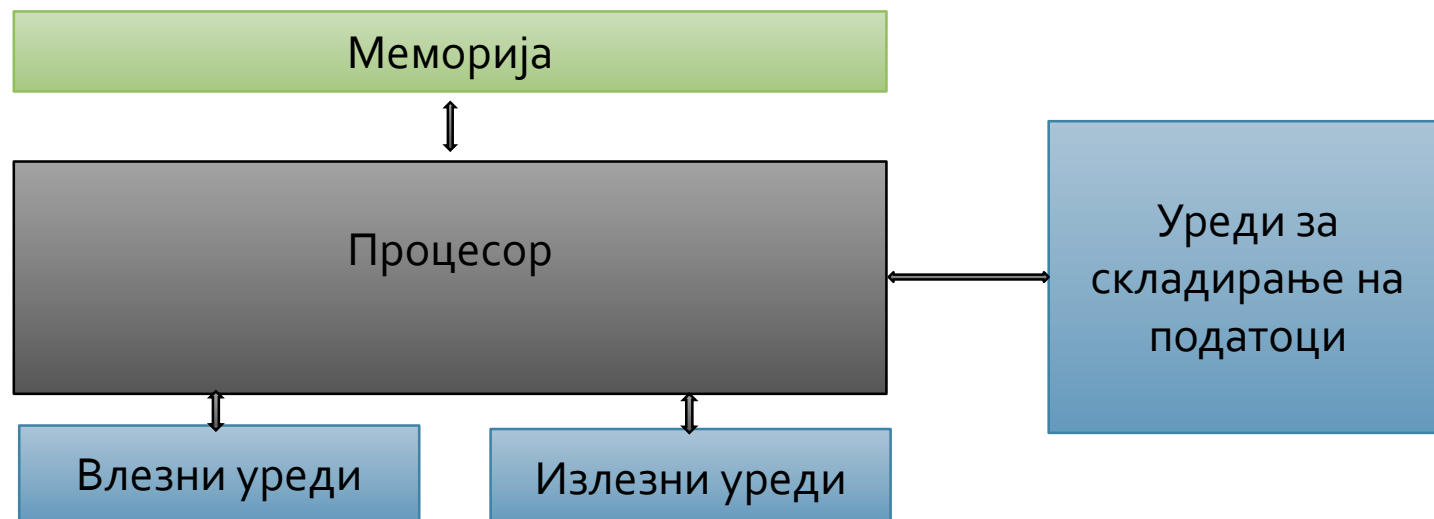 Меморија
Процесор
Уреди за
складирање на
податоци
Влезни уреди
Излезни уреди